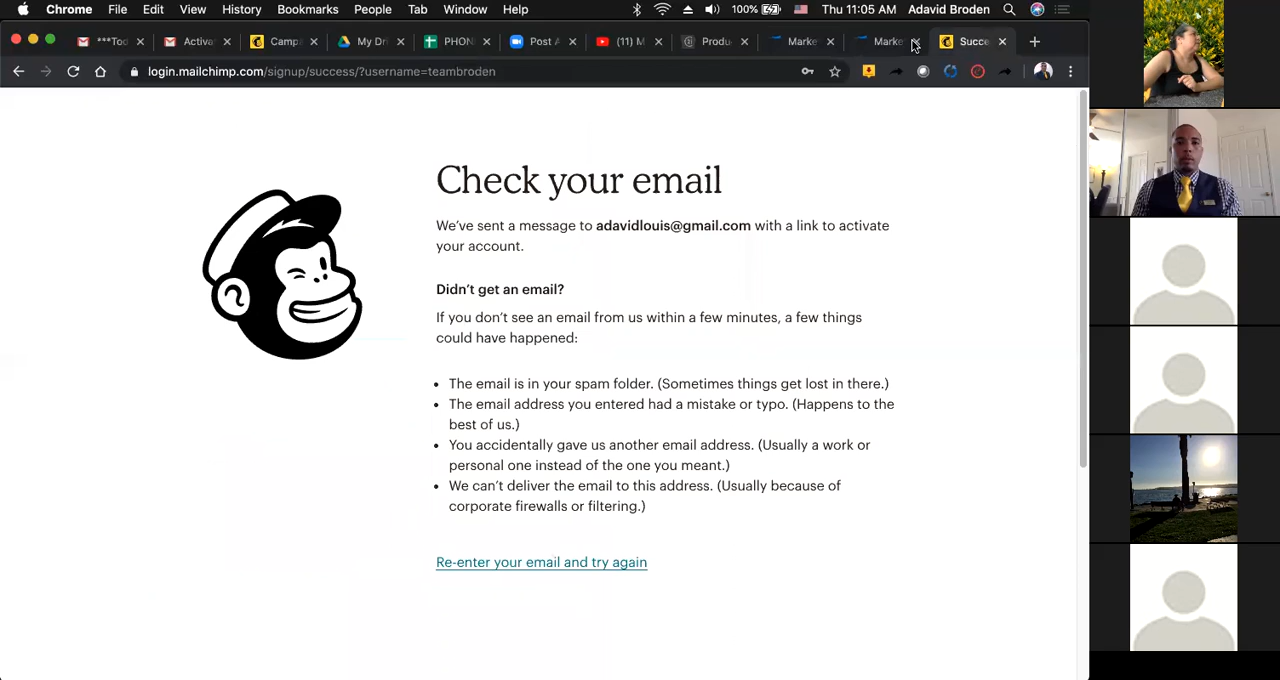 Chrome File Edit View History Bookmarks People Tab Window Help 100% Thu 11:05 AM Adavid Broden
***Tod Activa Camp My Dri PHON Post A (11) M Produ Marke Marke Succe
login.mailchimp.com/signup/success/?username=teambroden
Check your email
We've sent a message to adavidlouis@gmail.com with a link to activate
your account.
Didn't get an email?
If you don't see an email from us within a few minutes, a few things
could have happened:
• The email is in your spam folder. (Sometimes things get lost in there.)
• The email address you entered had a mistake or typo. (Happens to the
best of us.)
• You accidentally gave us another email address. (Usually a work or
personal one instead of the one you meant.)
• We can't deliver the email to this address. (Usually because of
corporate firewalls or filtering.)
Re-enter your email and try again